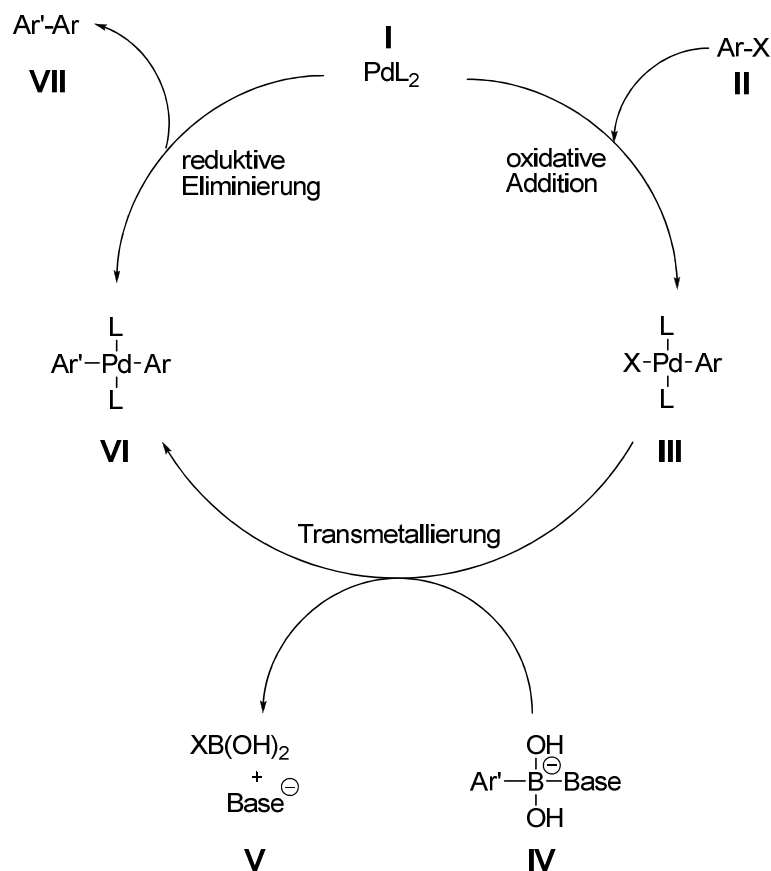 Ar'-Ar
VII
I
PdL2
Ar-X
II
reduktive
Eliminierung
oxidative
Addition
L
Ar'-Pd-Ar
L
VI
L
X-Pd-Ar
L
III
Transmetallierung
XB(OH)2
+
Base⊖
V
OH
Ar'-B⊖-Base
OH
IV